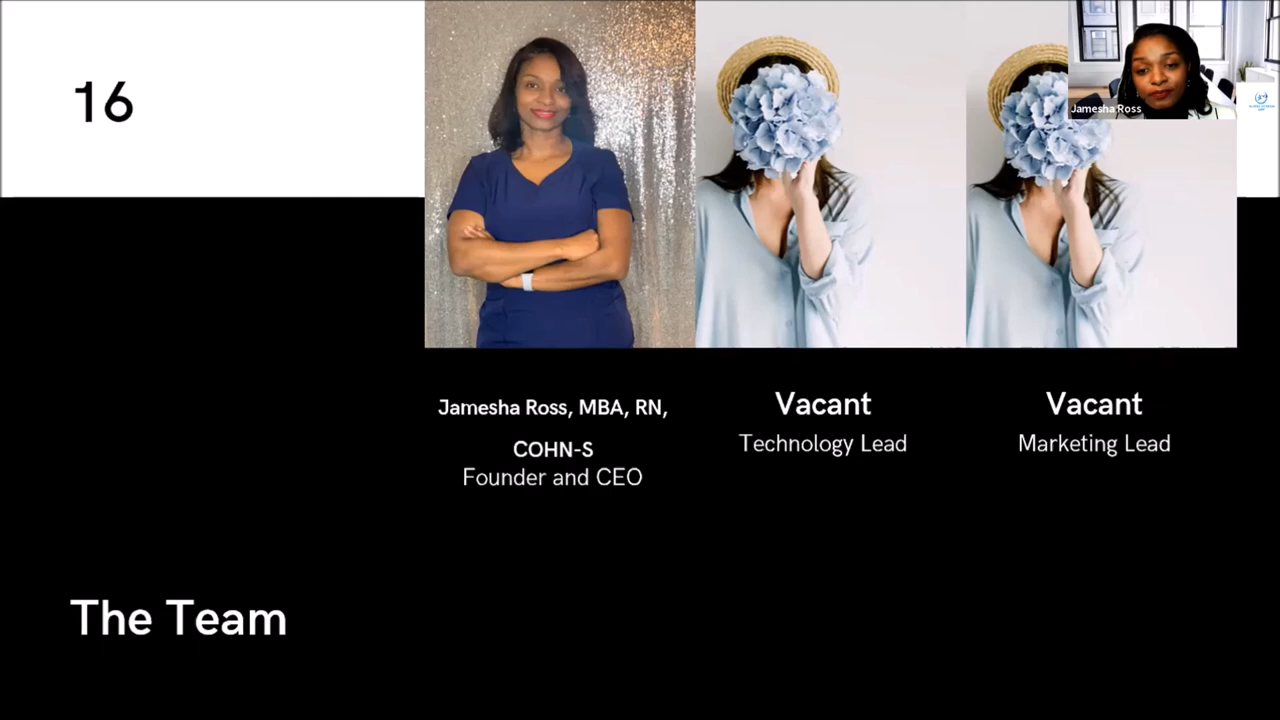 16
Jamesha Ross
Jamesha Ross, MBA, RN,
COHN-S
Founder and CEO
Vacant
Technology Lead
Vacant
Marketing Lead
The Team